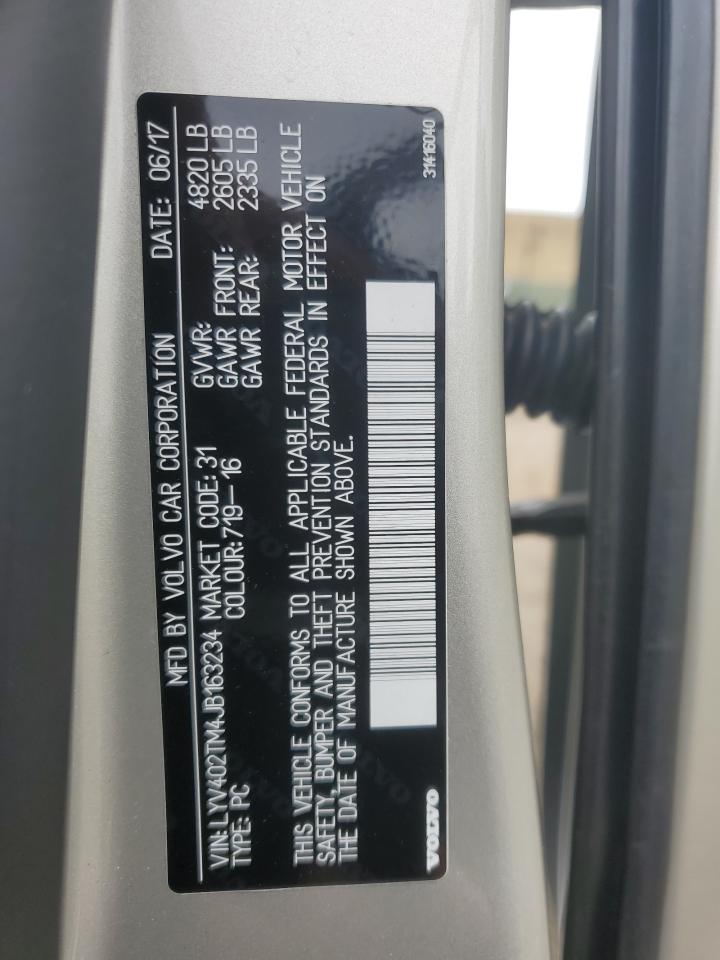 MFD BY VOLVO CAR CORPORATION DATE: 06/17
VIN: LYV402TM4JB163234 MARKET CODE: 31 GVWR: 4820 LB
TYPE: PC COLOUR: 719-16 GAWR FRONT: 2605 LB
GAWR REAR: 2335 LB
THIS VEHICLE CONFORMS TO ALL APPLICABLE FEDERAL MOTOR VEHICLE
SAFETY, BUMPER AND THEFT PREVENTION STANDARDS IN EFFECT ON
THE DATE OF MANUFACTURE SHOWN ABOVE.
VOLVO 31416040